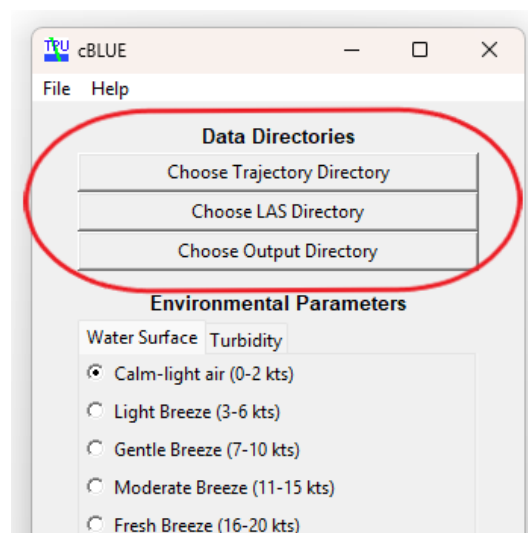 TPU cBLUE
File Help
Data Directories
Choose Trajectory Directory
Choose LAS Directory
Choose Output Directory
Environmental Parameters
Water Surface Turbidity
Calm-light air (0-2 kts)
Light Breeze (3-6 kts)
Gentle Breeze (7-10 kts)
Moderate Breeze (11-15 kts)
Fresh Breeze (16-20 kts)